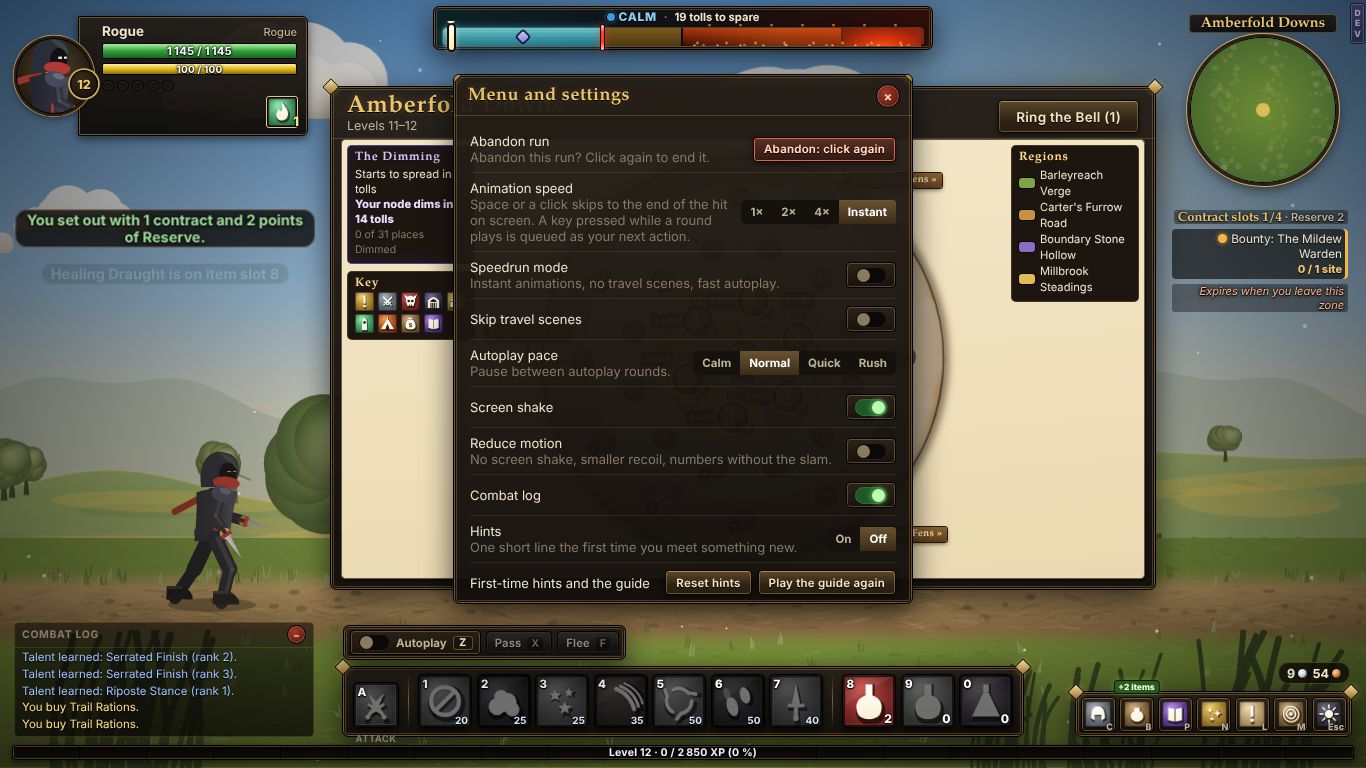 Rogue
Rogue
1 145 / 1 145
100 / 100
12
1
CALM · 19 tolls to spare
Amberfold Downs
DEV
Amberfo
Levels 11–12
Ring the Bell (1)
Menu and settings
×
Abandon run
Abandon this run? Click again to end it.
Abandon: click again
Animation speed
Space or a click skips to the end of the hit
on screen. A key pressed while a round
plays is queued as your next action.
1× 2× 4× Instant
Speedrun mode
Instant animations, no travel scenes, fast autoplay.
Skip travel scenes
Autoplay pace
Pause between autoplay rounds.
Calm Normal Quick Rush
Screen shake
Reduce motion
No screen shake, smaller recoil, numbers without the slam.
Combat log
Hints
One short line the first time you meet something new.
On Off
First-time hints and the guide
Reset hints
Play the guide again
The Dimming
Starts to spread in
tolls
Your node dims in
14 tolls
0 of 31 places
Dimmed
Key
ens »
Fens »
Regions
Barleyreach
Verge
Carter's Furrow
Road
Boundary Stone
Hollow
Millbrook
Steadings
Contract slots 1/4 · Reserve 2
Bounty: The Mildew
Warden
0 / 1 site
Expires when you leave this
zone
You set out with 1 contract and 2 points
of Reserve.
Healing Draught is on item slot 8
COMBAT LOG
Talent learned: Serrated Finish (rank 2).
Talent learned: Serrated Finish (rank 3).
Talent learned: Riposte Stance (rank 1).
You buy Trail Rations.
You buy Trail Rations.
Autoplay Z
Pass X
Flee F
A
ATTACK
1 20
2 25
3 25
4 35
5 50
6 50
7 40
8 2
9 0
0 0
9 54
+2 items
C B P N L M Esc
Level 12 · 0 / 2 850 XP (0 %)